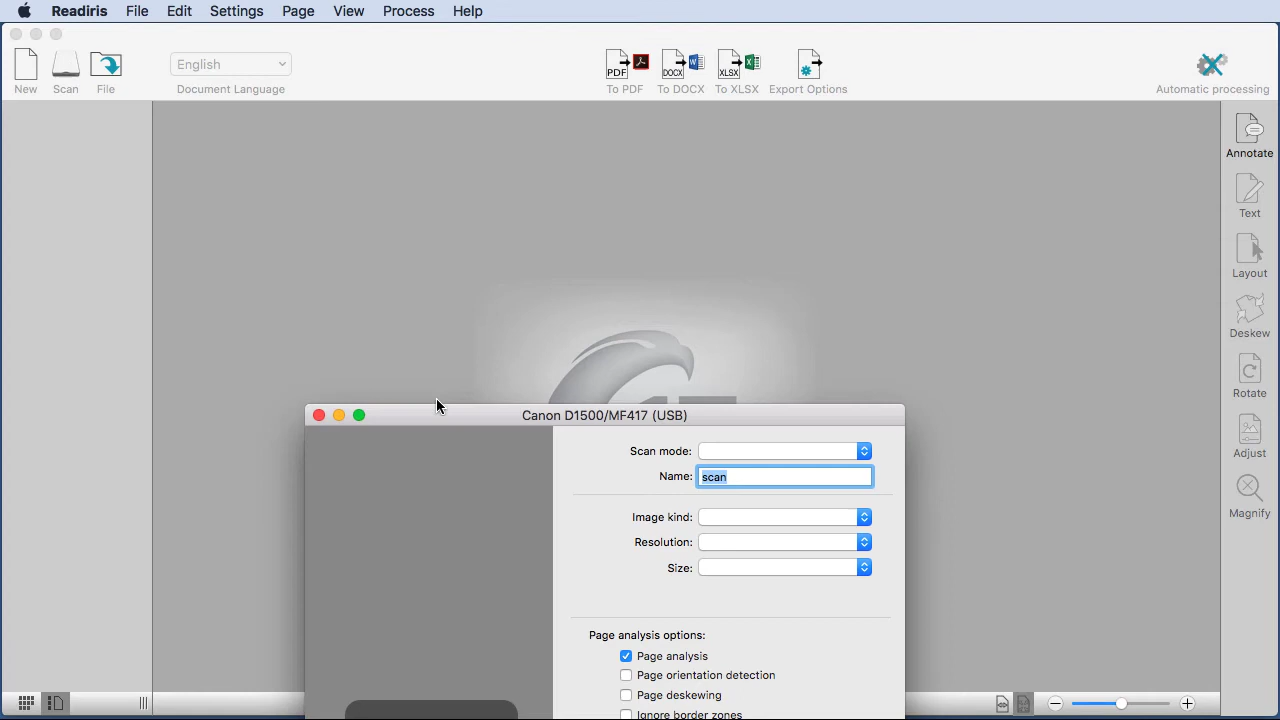 Readiris File Edit Settings Page View Process Help
New Scan File
English
Document Language
PDF DOCX XLSX
To PDF To DOCX To XLSX Export Options
Automatic processing
Annotate
Text
Layout
Deskew
Rotate
Adjust
Magnify
Canon D1500/MF417 (USB)
Scan mode:
Name: scan
Image kind:
Resolution:
Size:
Page analysis options:
Page analysis
Page orientation detection
Page deskewing
Ignore border zones